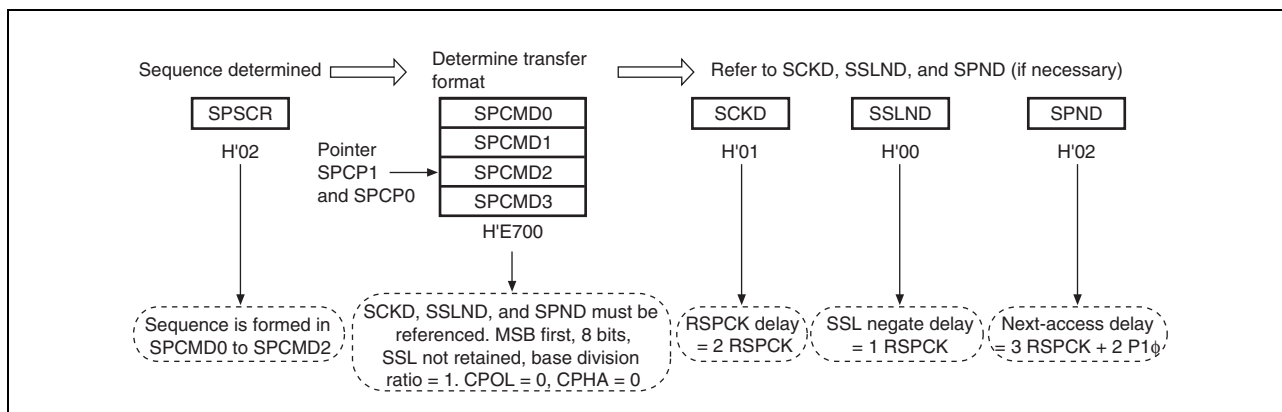 Sequence determined
Determine transfer
format
Refer to SCKD, SSLND, and SPND (if necessary)
SPSCR
H'02
Pointer
SPCP1
and SPCP0
SPCMD0
SPCMD1
SPCMD2
SPCMD3
H'E700
SCKD
H'01
SSLND
H'00
SPND
H'02
Sequence is formed in
SPCMD0 to SPCMD2
SCKD, SSLND, and SPND must be
referenced. MSB first, 8 bits,
SSL not retained, base division
ratio = 1. CPOL = 0, CPHA = 0
RSPCK delay
= 2 RSPCK
SSL negate delay
= 1 RSPCK
Next-access delay
= 3 RSPCK + 2 P1ϕ